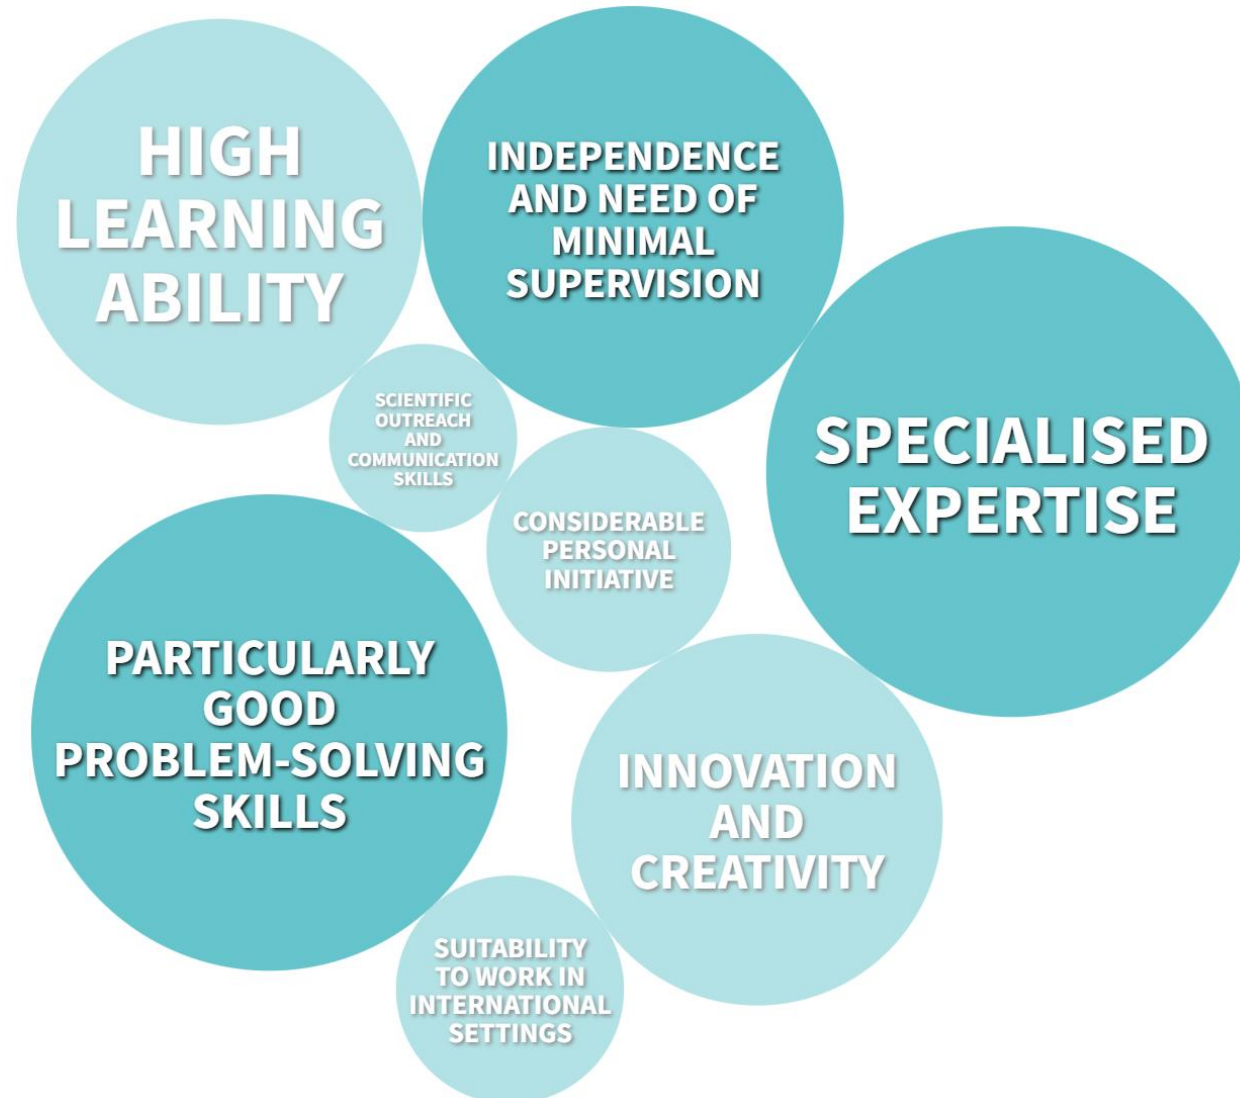 HIGH
LEARNING
ABILITY
INDEPENDENCE
AND NEED OF
MINIMAL
SUPERVISION
SPECIALISED
EXPERTISE
SCIENTIFIC
OUTREACH
AND
COMMUNICATION
SKILLS
CONSIDERABLE
PERSONAL
INITIATIVE
PARTICULARLY
GOOD
PROBLEM-SOLVING
SKILLS
INNOVATION
AND
CREATIVITY
SUITABILITY
TO WORK IN
INTERNATIONAL
SETTINGS